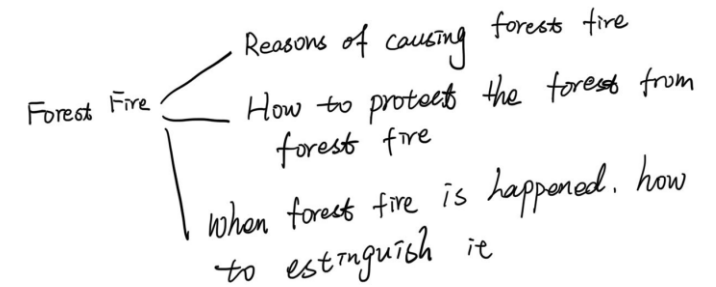 Reasons of causing forest fire
Forest Fire
How to protect the forest from
forest fire
When forest fire is happened, how
to estinguish it